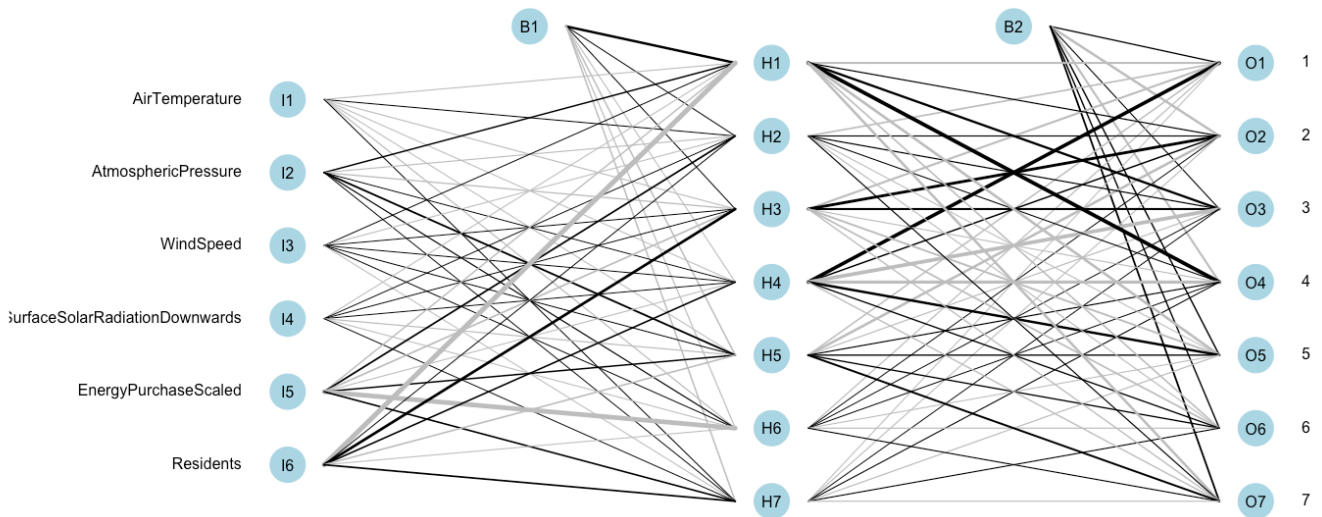 B1
B2
H1
O1 1
AirTemperature I1
H2
O2 2
AtmosphericPressure I2
H3
O3 3
WindSpeed I3
H4
O4 4
SurfaceSolarRadiationDownwards I4
H5
O5 5
EnergyPurchaseScaled I5
H6
O6 6
Residents I6
H7
O7 7